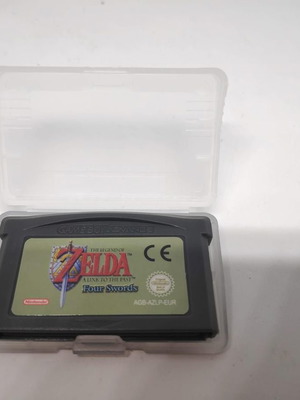 GAME BOY ADVANCE
THE LEGEND OF
ZELDA
A LINK TO THE PAST
Four Swords
CE
Nintendo
AGB-AZLP-EUR